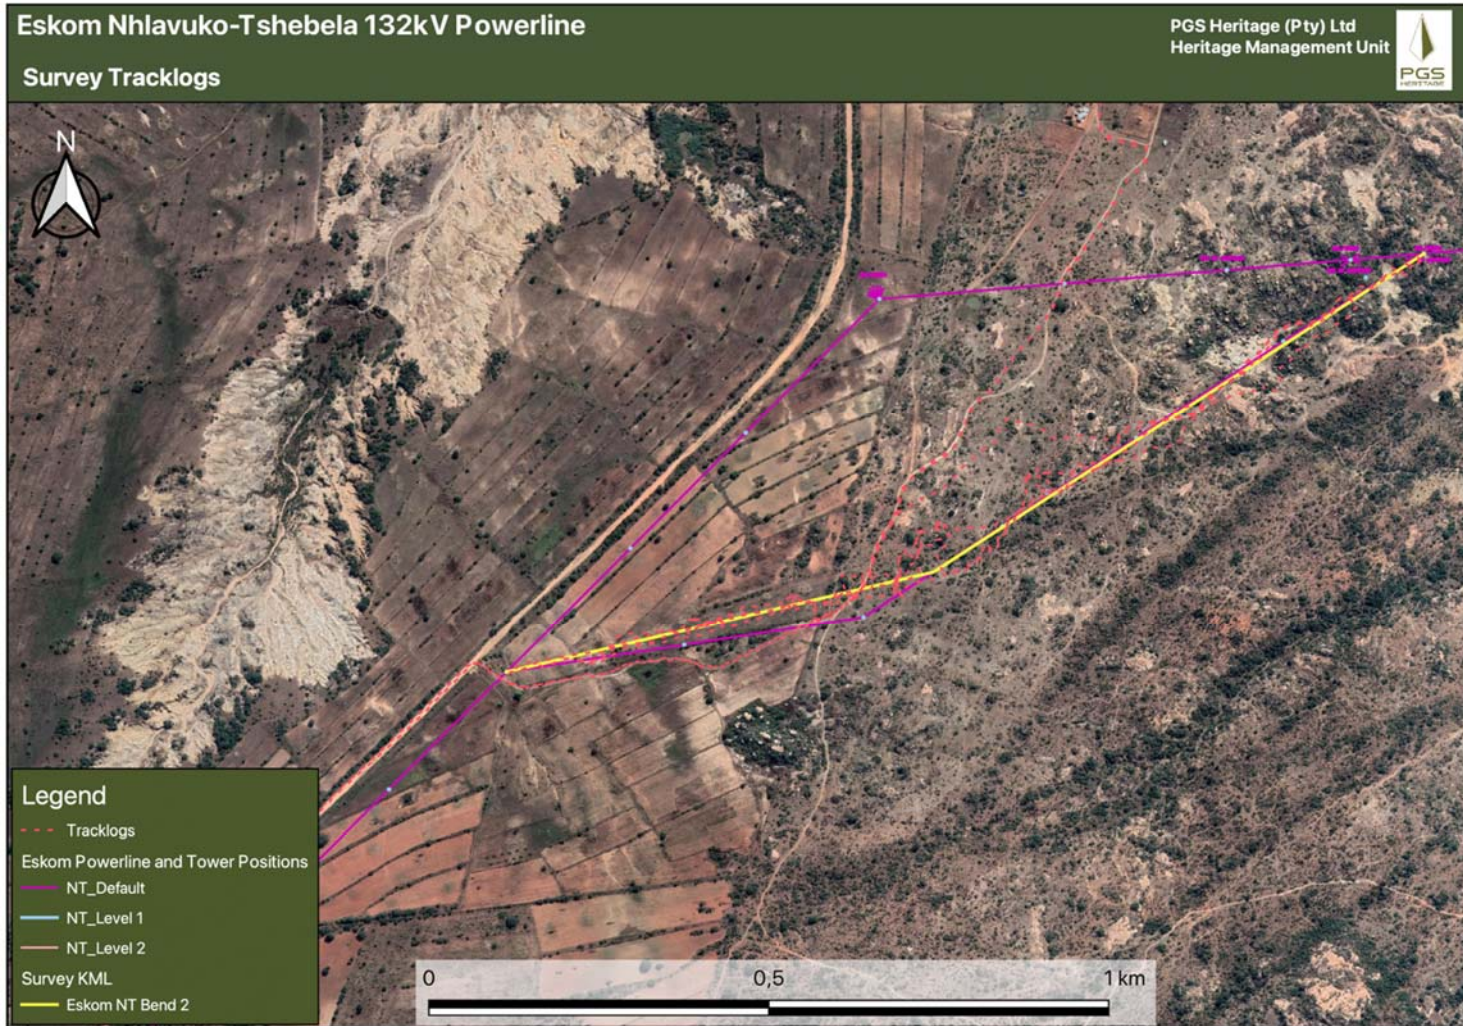 Eskom Nhlavuko-Tshebela 132kV Powerline
Survey Tracklogs
PGS Heritage (Pty) Ltd
Heritage Management Unit
PGS
HERITAGE
N
Legend
Tracklogs
Eskom Powerline and Tower Positions
NT_Default
NT_Level 1
NT_Level 2
Survey KML
Eskom NT Bend 2
0
0,5
1 km